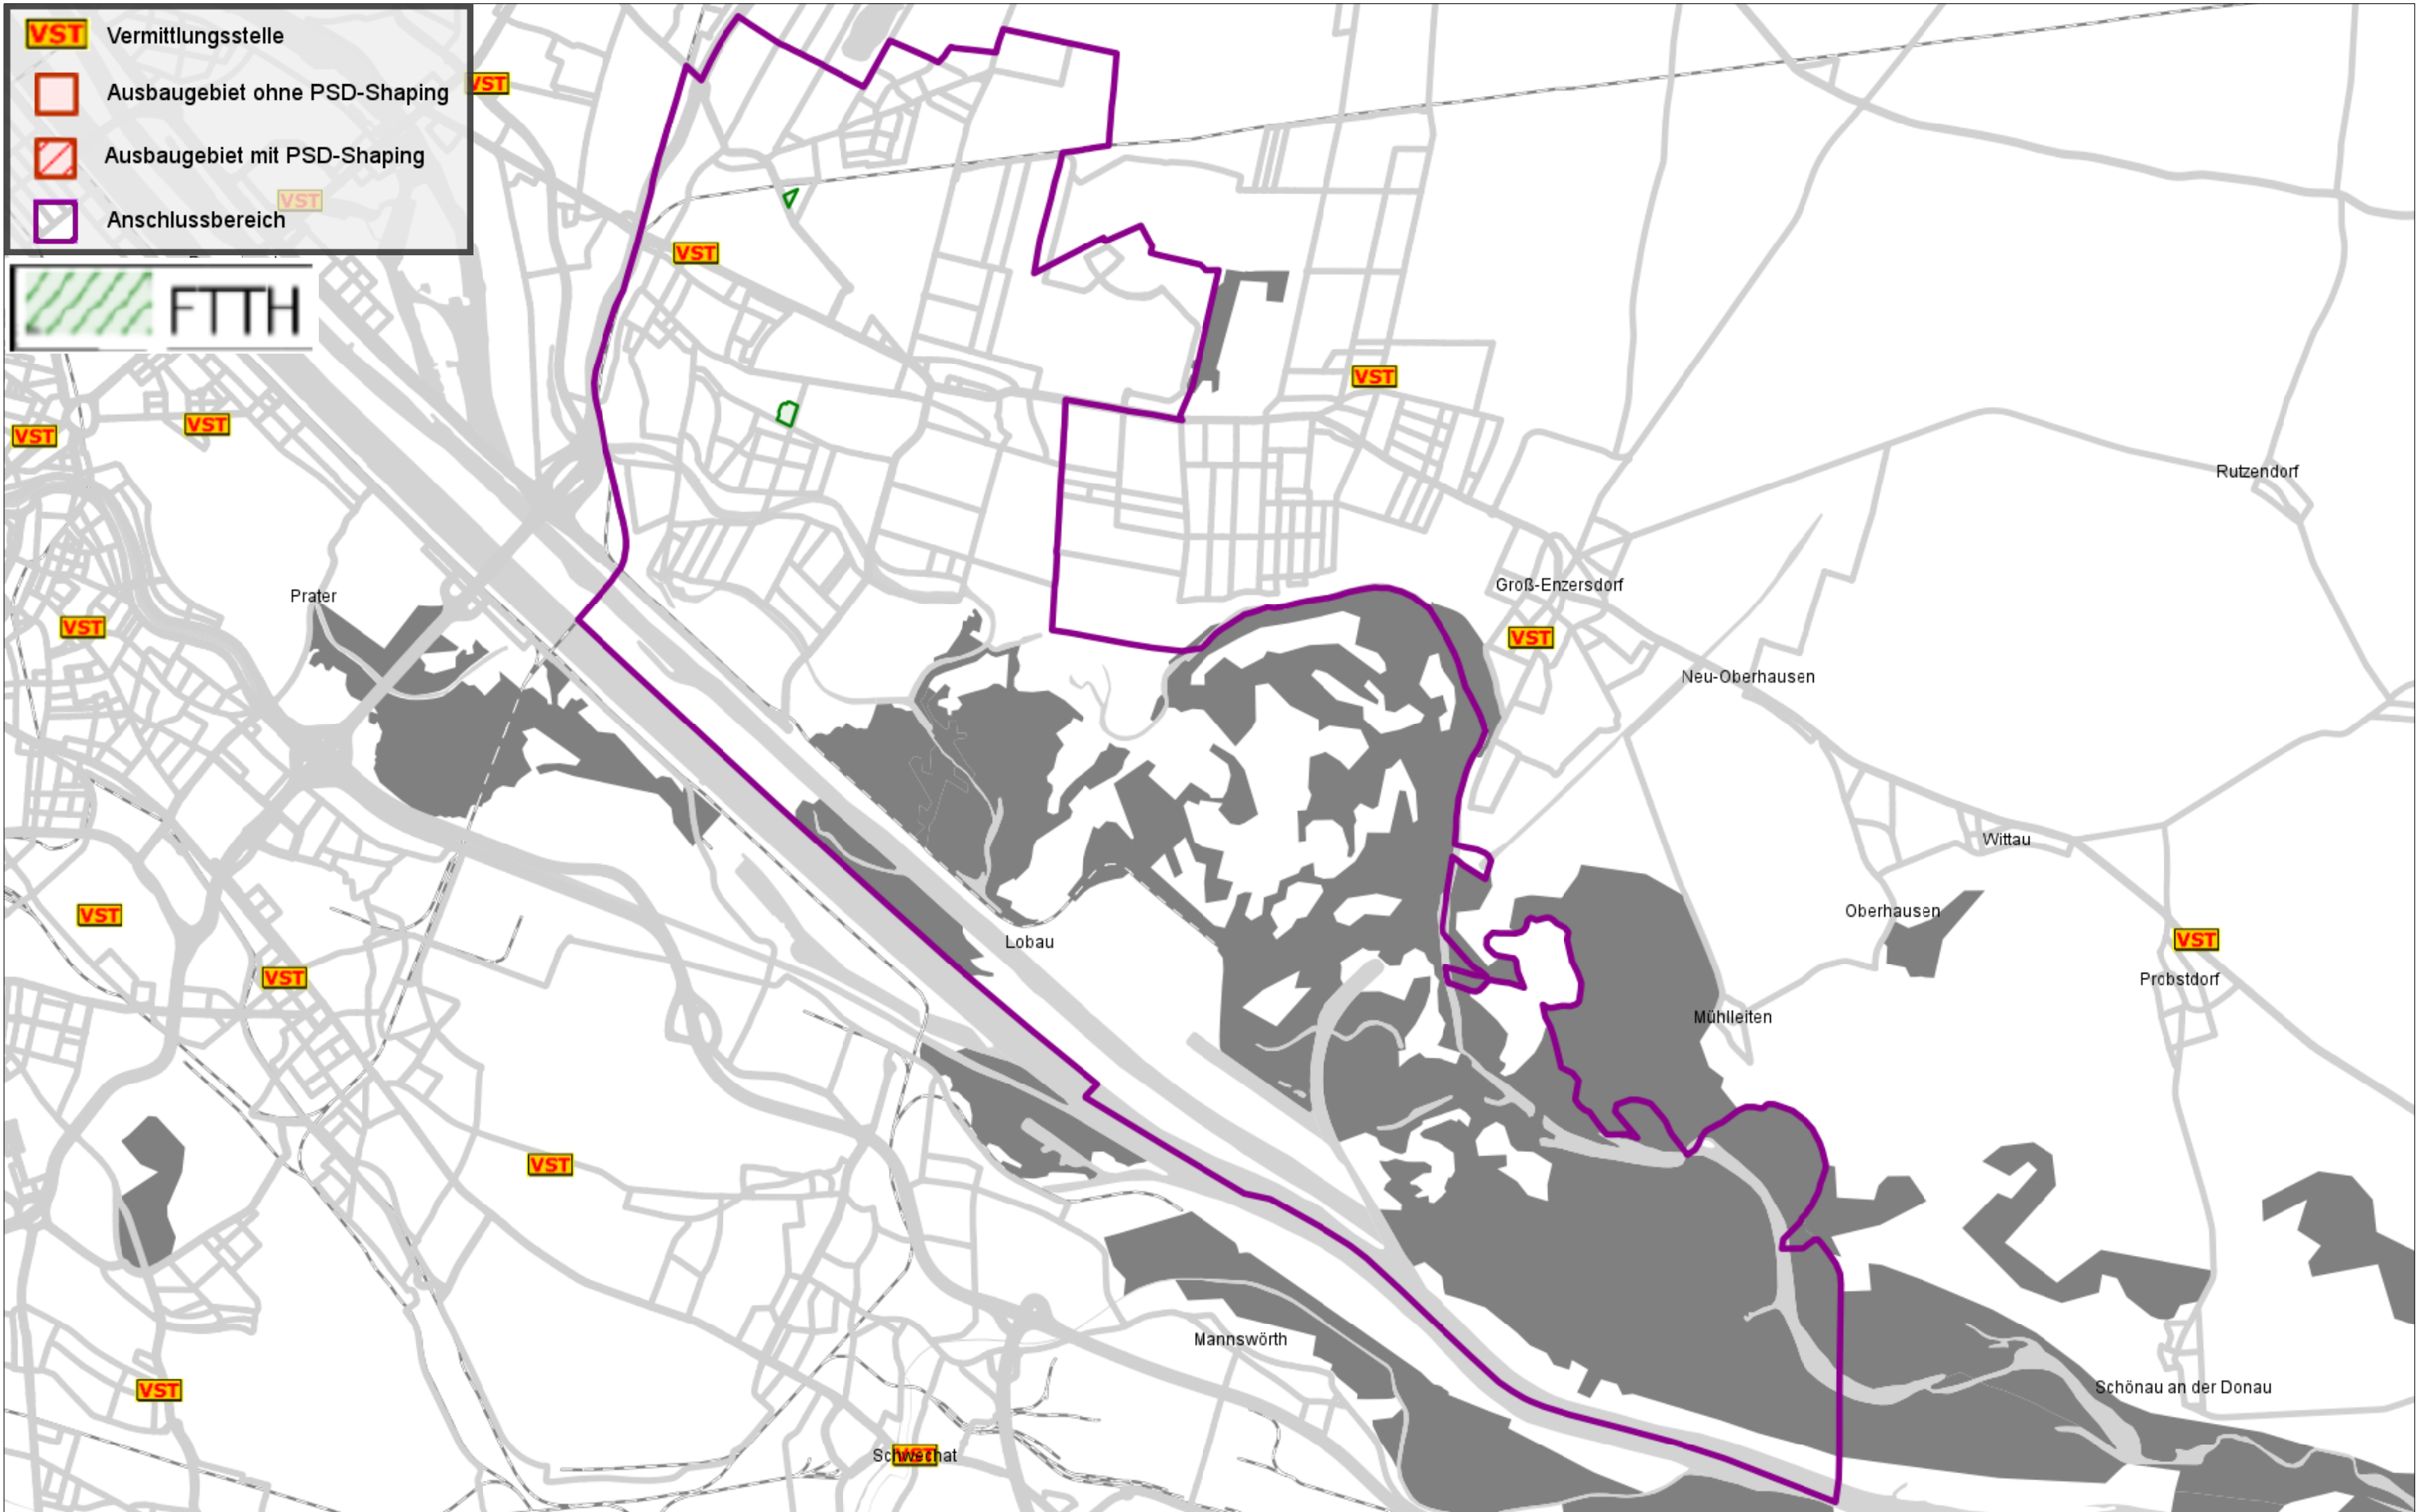 VST Vermittlungsstelle
VST
Ausbaugebiet ohne PSD-Shaping
Ausbaugebiet mit PSD-Shaping
VST
Anschlussbereich
VST
FTTH
VST
VST
VST
Rutzendorf
Groß-Enzersdorf
Prater
VST
VST
Neu-Oberhausen
Wittau
VST
Oberhausen
Lobau
VST
VST
Probstdorf
Mühlleiten
VST
Mannswörth
VST
Schönau an der Donau
Schwechat
VST